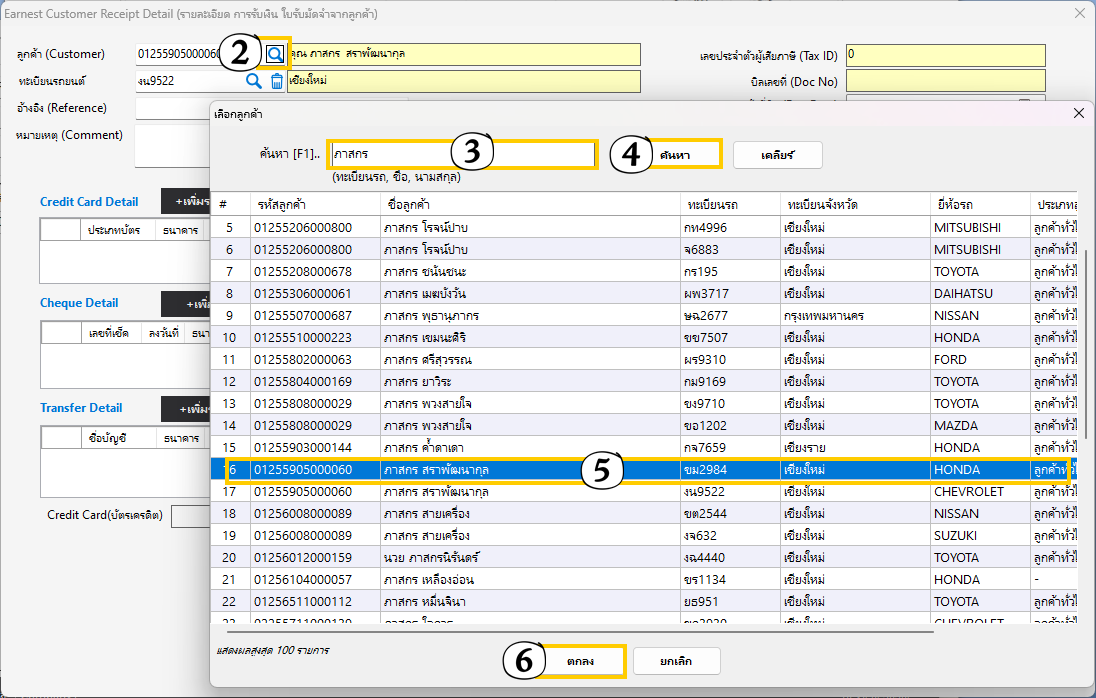 Earnest Customer Receipt Detail (รายละเอียด การรับเงิน ใบรับมัดจำจากลูกค้า)
ลูกค้า (Customer) 01255905000060 2 คุณ ภาสกร สราพัฒนากุล เลขประจำตัวผู้เสียภาษี (Tax ID) 0
ทะเบียนรถยนต์ งน9522 เชียงใหม่ บิลเลขที่ (Doc No)
อ้างอิง (Reference)
หมายเหตุ (Comment)
Credit Card Detail +เพิ่มร
ประเภทบัตร ธนาคาร
Cheque Detail +เพิ่ม
เลขที่เช็ค ลงวันที่ ธนา
Transfer Detail +เพิ่มร
ชื่อบัญชี ธนาคาร
Credit Card(บัตรเครดิต)
เลือกลูกค้า
ค้นหา [F1].. ภาสกร 3 4 ค้นหา เคลียร์
(ทะเบียนรถ, ชื่อ, นามสกุล)
# รหัสลูกค้า ชื่อลูกค้า ทะเบียนรถ ทะเบียนจังหวัด ยี่ห้อรถ ประเภทลู
5 01255206000800 ภาสกร โรจน์ปาบ กท4996 เชียงใหม่ MITSUBISHI ลูกค้าทั่วไ
6 01255206000800 ภาสกร โรจน์ปาบ จ6883 เชียงใหม่ MITSUBISHI ลูกค้าทั่วไ
7 01255208000678 ภาสกร ชนันชนะ กร195 เชียงใหม่ TOYOTA ลูกค้าทั่วไ
8 01255306000061 ภาสกร เมฆบังวัน ผพ3717 เชียงใหม่ DAIHATSU ลูกค้าทั่วไ
9 01255507000687 ภาสกร พุธานุภากร ษฉ2677 กรุงเทพมหานคร NISSAN ลูกค้าทั่วไ
10 01255510000223 ภาสกร เขมนะศิริ ขข7507 เชียงใหม่ HONDA ลูกค้าทั่วไ
11 01255802000063 ภาสกร ศรีสุวรรณ ผร9310 เชียงใหม่ FORD ลูกค้าทั่วไ
12 01255804000169 ภาสกร ยาวิระ กม9169 เชียงใหม่ TOYOTA ลูกค้าทั่วไ
13 01255808000029 ภาสกร พวงสายใจ ขง9710 เชียงใหม่ TOYOTA ลูกค้าทั่วไ
14 01255808000029 ภาสกร พวงสายใจ ขอ1202 เชียงใหม่ MAZDA ลูกค้าทั่วไ
15 01255903000144 ภาสกร ค้ำดาเดา กจ7659 เชียงราย HONDA ลูกค้าทั่วไ
16 01255905000060 ภาสกร สราพัฒนากุล 5 ขม2984 เชียงใหม่ HONDA ลูกค้าทั่วไ
17 01255905000060 ภาสกร สราพัฒนากุล งน9522 เชียงใหม่ CHEVROLET ลูกค้าทั่วไ
18 01256008000089 ภาสกร สายเครื่อง ขต2544 เชียงใหม่ NISSAN ลูกค้าทั่วไ
19 01256008000089 ภาสกร สายเครื่อง งจ632 เชียงใหม่ SUZUKI ลูกค้าทั่วไ
20 01256012000159 นวย ภาสกรนิรันดร์ งฉ4440 เชียงใหม่ TOYOTA ลูกค้าทั่วไ
21 01256104000057 ภาสกร เหลืองอ่อน ขร1134 เชียงใหม่ HONDA -
22 01256511000112 ภาสกร หมื่นจินา ยธ951 เชียงใหม่ TOYOTA ลูกค้าทั่วไ
แสดงผลสูงสุด 100 รายการ
6 ตกลง ยกเลิก